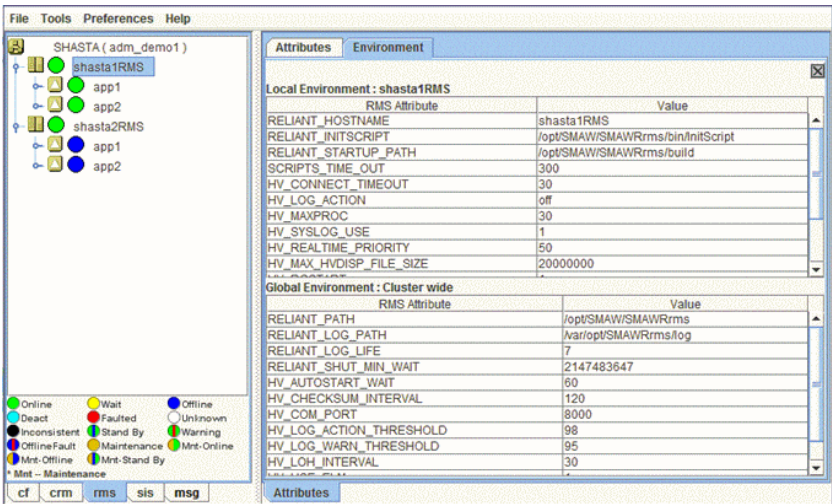 File Tools Preferences Help
SHASTA ( adm_demo1 )
shasta1RMS
app1
app2
shasta2RMS
app1
app2
Online Wait Offline
Deact Faulted Unknown
Inconsistent Stand By Warning
OfflineFault Maintenance Mnt-Online
Mnt-Offline Mnt-Stand By
* Mnt -- Maintenance
cf crm rms sis msg
Attributes Environment
Local Environment : shasta1RMS
RMS Attribute Value
RELIANT_HOSTNAME shasta1RMS
RELIANT_INITSCRIPT /opt/SMAW/SMAWRrms/bin/InitScript
RELIANT_STARTUP_PATH /opt/SMAW/SMAWRrms/build
SCRIPTS_TIME_OUT 300
HV_CONNECT_TIMEOUT 30
HV_LOG_ACTION off
HV_MAXPROC 30
HV_SYSLOG_USE 1
HV_REALTIME_PRIORITY 50
HV_MAX_HVDISP_FILE_SIZE 20000000
Global Environment : Cluster wide
RMS Attribute Value
RELIANT_PATH /opt/SMAW/SMAWRrms
RELIANT_LOG_PATH /var/opt/SMAWRrms/log
RELIANT_LOG_LIFE 7
RELIANT_SHUT_MIN_WAIT 2147483647
HV_AUTOSTART_WAIT 60
HV_CHECKSUM_INTERVAL 120
HV_COM_PORT 8000
HV_LOG_ACTION_THRESHOLD 98
HV_LOG_WARN_THRESHOLD 95
HV_LOH_INTERVAL 30
Attributes